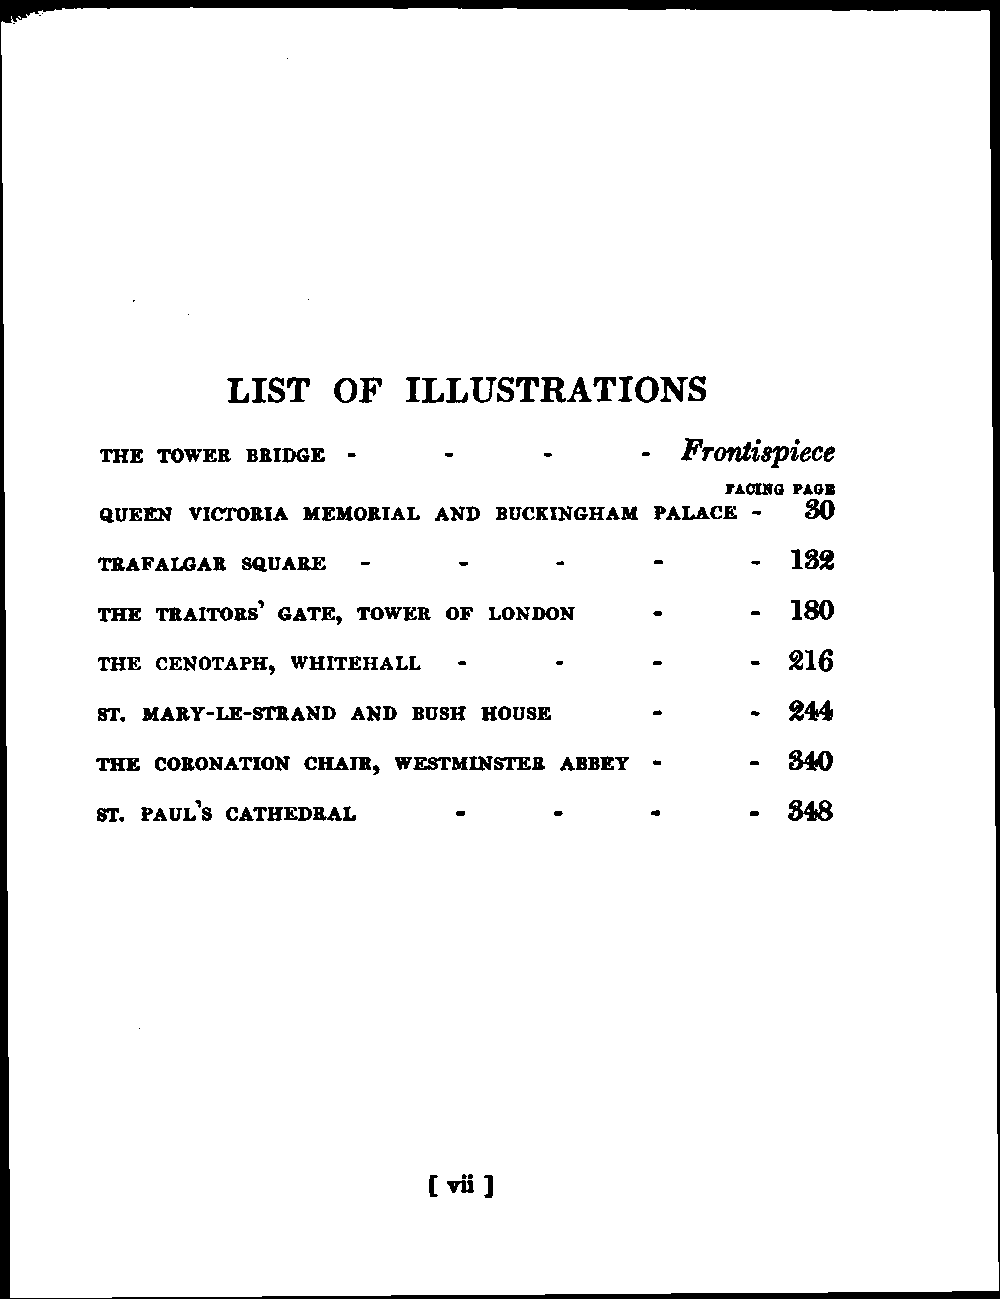 LIST OF ILLUSTRATIONS
THE TOWER BRIDGE - - - - Frontispiece
FACING PAGE
QUEEN VICTORIA MEMORIAL AND BUCKINGHAM PALACE - 30
TRAFALGAR SQUARE - - - - - 132
THE TRAITORS' GATE, TOWER OF LONDON - - 180
THE CENOTAPH, WHITEHALL - - - - 216
ST. MARY-LE-STRAND AND BUSH HOUSE - - 244
THE CORONATION CHAIR, WESTMINSTER ABBEY - - 340
ST. PAUL'S CATHEDRAL - - - - 348
[ vii ]